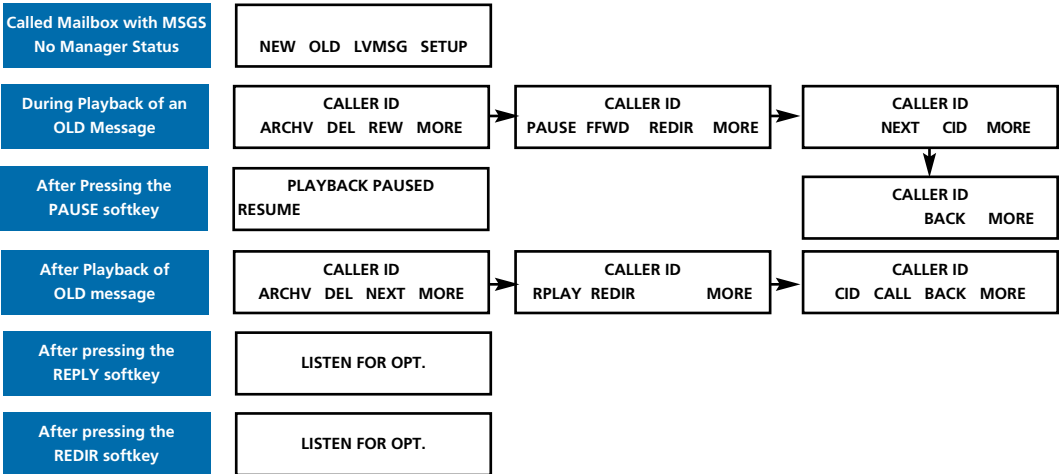 Called Mailbox with MSGS
No Manager Status
NEW OLD LVMSG SETUP
During Playback of an
OLD Message
CALLER ID
ARCHV DEL REW MORE
CALLER ID
PAUSE FFWD REDIR MORE
CALLER ID
NEXT CID MORE
After Pressing the
PAUSE softkey
PLAYBACK PAUSED
RESUME
CALLER ID
BACK MORE
After Playback of
OLD message
CALLER ID
ARCHV DEL NEXT MORE
CALLER ID
RPLAY REDIR MORE
CALLER ID
CID CALL BACK MORE
After pressing the
REPLY softkey
LISTEN FOR OPT.
After pressing the
REDIR softkey
LISTEN FOR OPT.